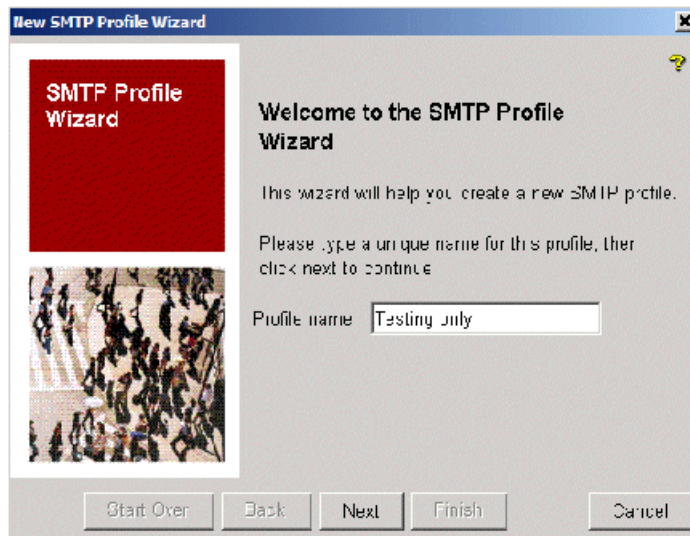 New SMTP Profile Wizard
SMTP Profile
Wizard
Welcome to the SMTP Profile
Wizard
This wizard will help you create a new SMTP profile.
Please type a unique name for this profile, then
click next to continue
Profile name
Testing only
Start Over
Back
Next
Finish
Cancel